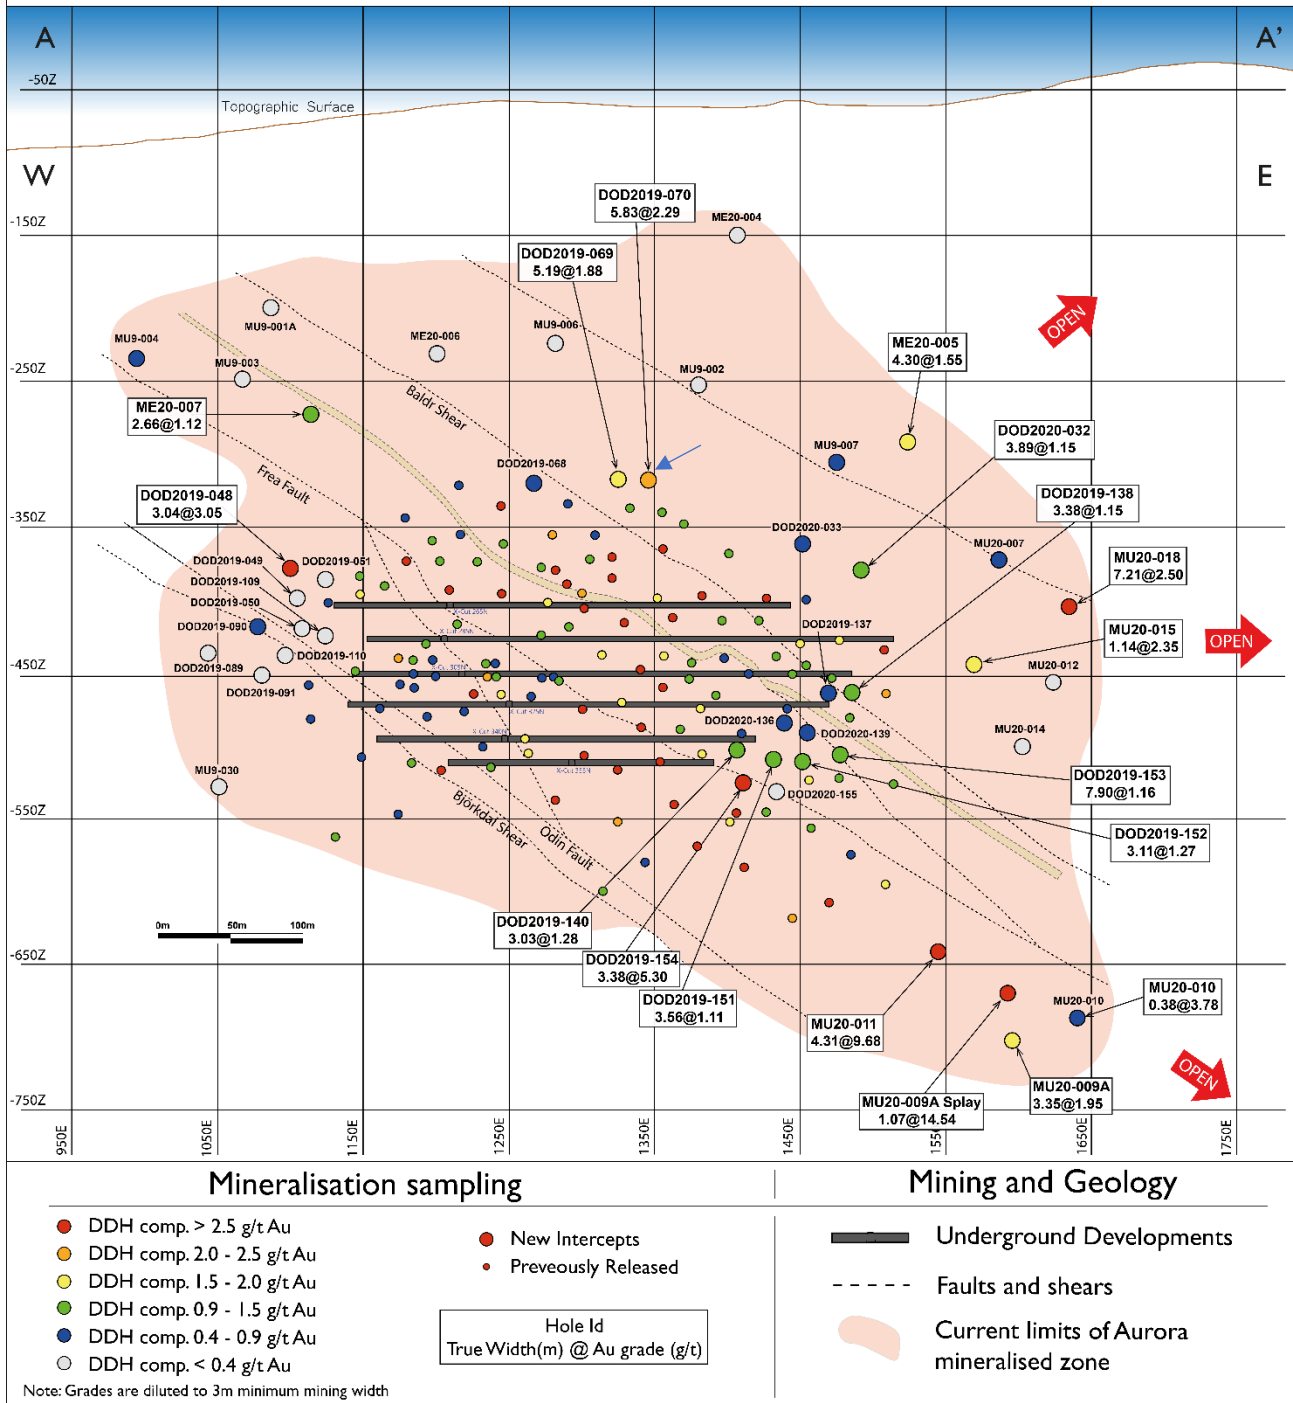 A
A'
-50Z
Topographic Surface
W
E
-150Z
DOD2019-070
5.83@2.29
ME20-004
DOD2019-069
5.19@1.88
OPEN
MU9-001A
MU9-004
MU9-003
ME20-006
MU9-006
MU9-002
ME20-005
4.30@1.55
-250Z
ME20-007
2.66@1.12
Baldr Shear
MU9-007
DOD2020-032
3.89@1.15
Frea Fault
DOD2019-068
DOD2019-048
3.04@3.05
DOD2019-138
3.38@1.15
-350Z
DOD2020-033
MU20-007
DOD2019-049
DOD2019-051
DOD2019-109
DOD2019-050
DOD2019-090
MU20-018
7.21@2.50
X-Cut 265N
DOD2019-137
OPEN
MU20-015
1.14@2.35
DOD2019-110
DOD2019-089
DOD2019-091
-450Z
MU20-012
X-Cut 375N
DOD2020-136
DOD2020-139
MU20-014
X-Cut 340N
MU9-030
DOD2020-155
DOD2019-153
7.90@1.16
-550Z
Björkdal Shear
Odin Fault
DOD2019-152
3.11@1.27
0m
50m
100m
DOD2019-140
3.03@1.28
DOD2019-154
3.38@5.30
DOD2019-151
3.56@1.11
-650Z
MU20-011
4.31@9.68
MU20-010
MU20-010
0.38@3.78
OPEN
MU20-009A Splay
1.07@14.54
MU20-009A
3.35@1.95
-750Z
950E
1050E
1150E
1250E
1350E
1450E
1550E
1650E
1750E
Mineralisation sampling
DDH comp. > 2.5 g/t Au
DDH comp. 2.0 - 2.5 g/t Au
DDH comp. 1.5 - 2.0 g/t Au
DDH comp. 0.9 - 1.5 g/t Au
DDH comp. 0.4 - 0.9 g/t Au
DDH comp. < 0.4 g/t Au
Note: Grades are diluted to 3m minimum mining width
New Intercepts
Preveously Released
Hole Id
True Width(m) @ Au grade (g/t)
Mining and Geology
Underground Developments
Faults and shears
Current limits of Aurora
mineralised zone